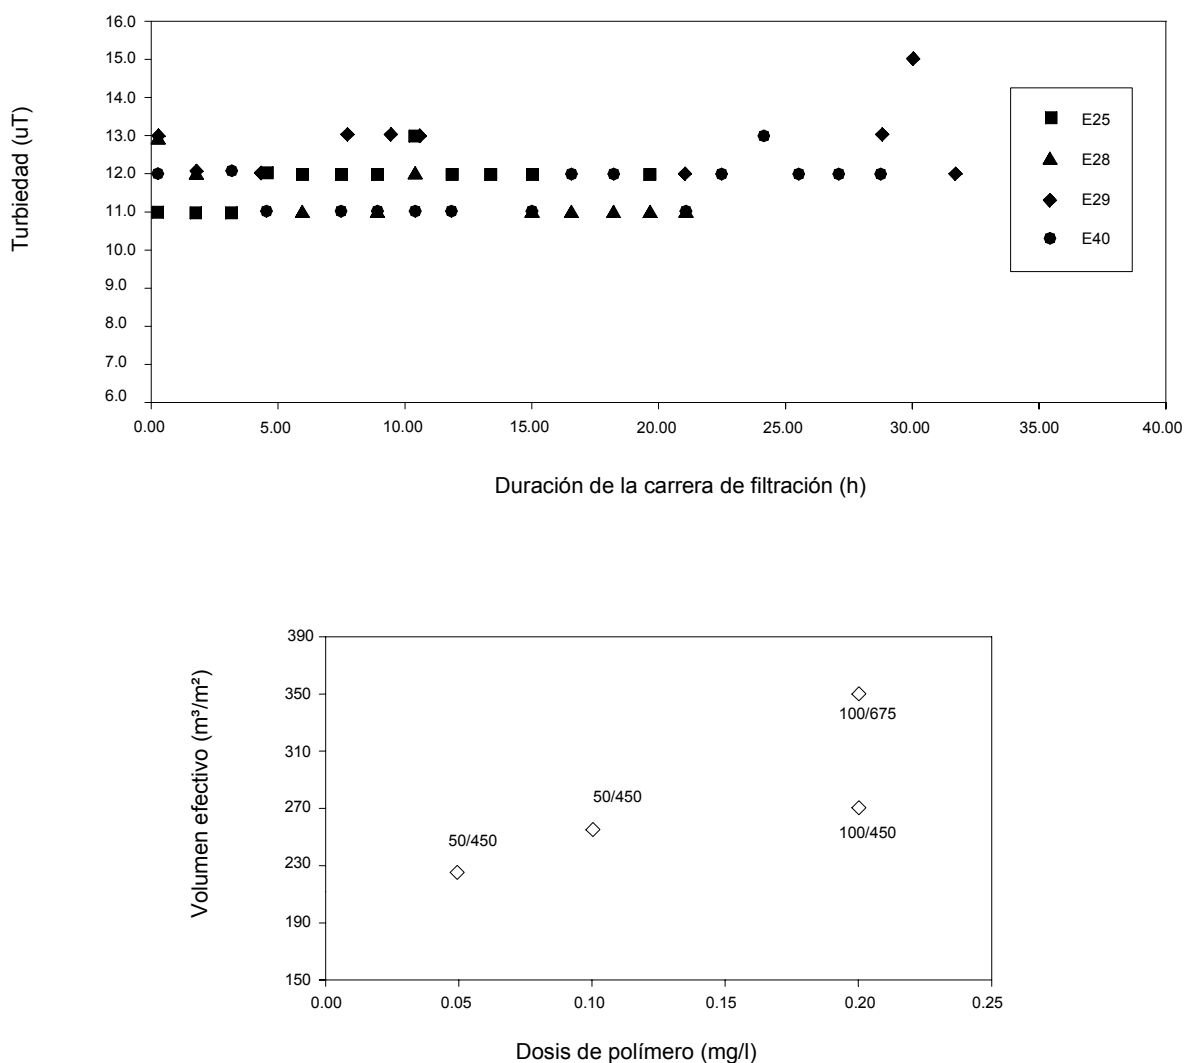 16.0
15.0
14.0
13.0
12.0
11.0
10.0
9.0
8.0
7.0
6.0
Turbiedad (uT)
E25
E28
E29
E40
0.00 5.00 10.00 15.00 20.00 25.00 30.00 35.00 40.00
Duración de la carrera de filtración (h)
390
350
310
270
230
190
150
Volumen efectivo (m³/m²)
100/675
50/450
100/450
50/450
0.00 0.05 0.10 0.15 0.20 0.25
Dosis de polímero (mg/l)